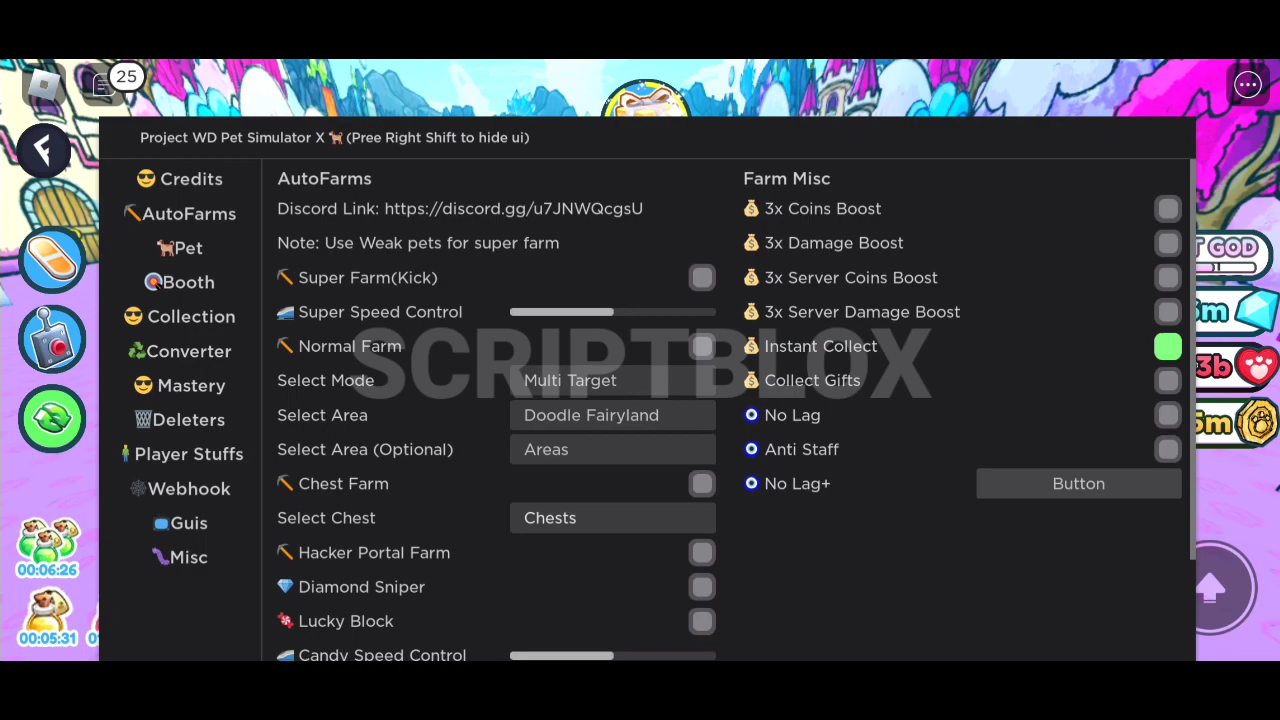 25
Project WD Pet Simulator X 🐕 (Pree Right Shift to hide ui)
😎 Credits
⛏️AutoFarms
🐕Pet
🎯Booth
😎 Collection
♻️Converter
😎 Mastery
🗑️Deleters
🧍‍♂️Player Stuffs
🕸️Webhook
Guis
Misc
AutoFarms
Discord Link: https://discord.gg/u7JNWQcgsU
Note: Use Weak pets for super farm
⛏️ Super Farm(Kick)
🚄 Super Speed Control
⛏️ Normal Farm
Select Mode
Multi Target
Select Area
Doodle Fairyland
Select Area (Optional)
Areas
⛏️ Chest Farm
Select Chest
Chests
⛏️ Hacker Portal Farm
💎 Diamond Sniper
Lucky Block
🚄 Candy Speed Control
Farm Misc
💰 3x Coins Boost
💰 3x Damage Boost
💰 3x Server Coins Boost
💰 3x Server Damage Boost
💰 Instant Collect
💰 Collect Gifts
🧿 No Lag
🧿 Anti Staff
🧿 No Lag+
Button
SCRIPTBLOX
GOD
m
3b
5m
00:06:26
00:05:31